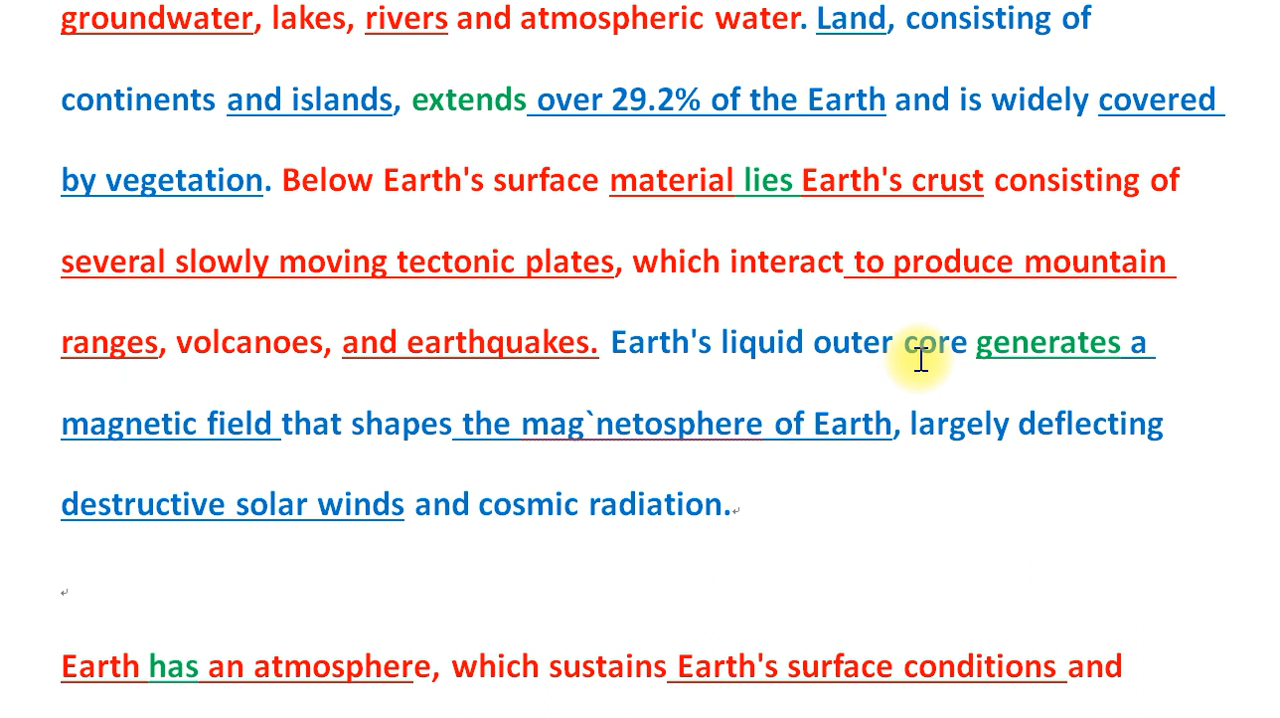 groundwater, lakes, rivers and atmospheric water. Land, consisting of
continents and islands, extends over 29.2% of the Earth and is widely covered
by vegetation. Below Earth's surface material lies Earth's crust consisting of
several slowly moving tectonic plates, which interact to produce mountain
ranges, volcanoes, and earthquakes. Earth's liquid outer core generates a
magnetic field that shapes the mag`netosphere of Earth, largely deflecting
destructive solar winds and cosmic radiation.
Earth has an atmosphere, which sustains Earth's surface conditions and